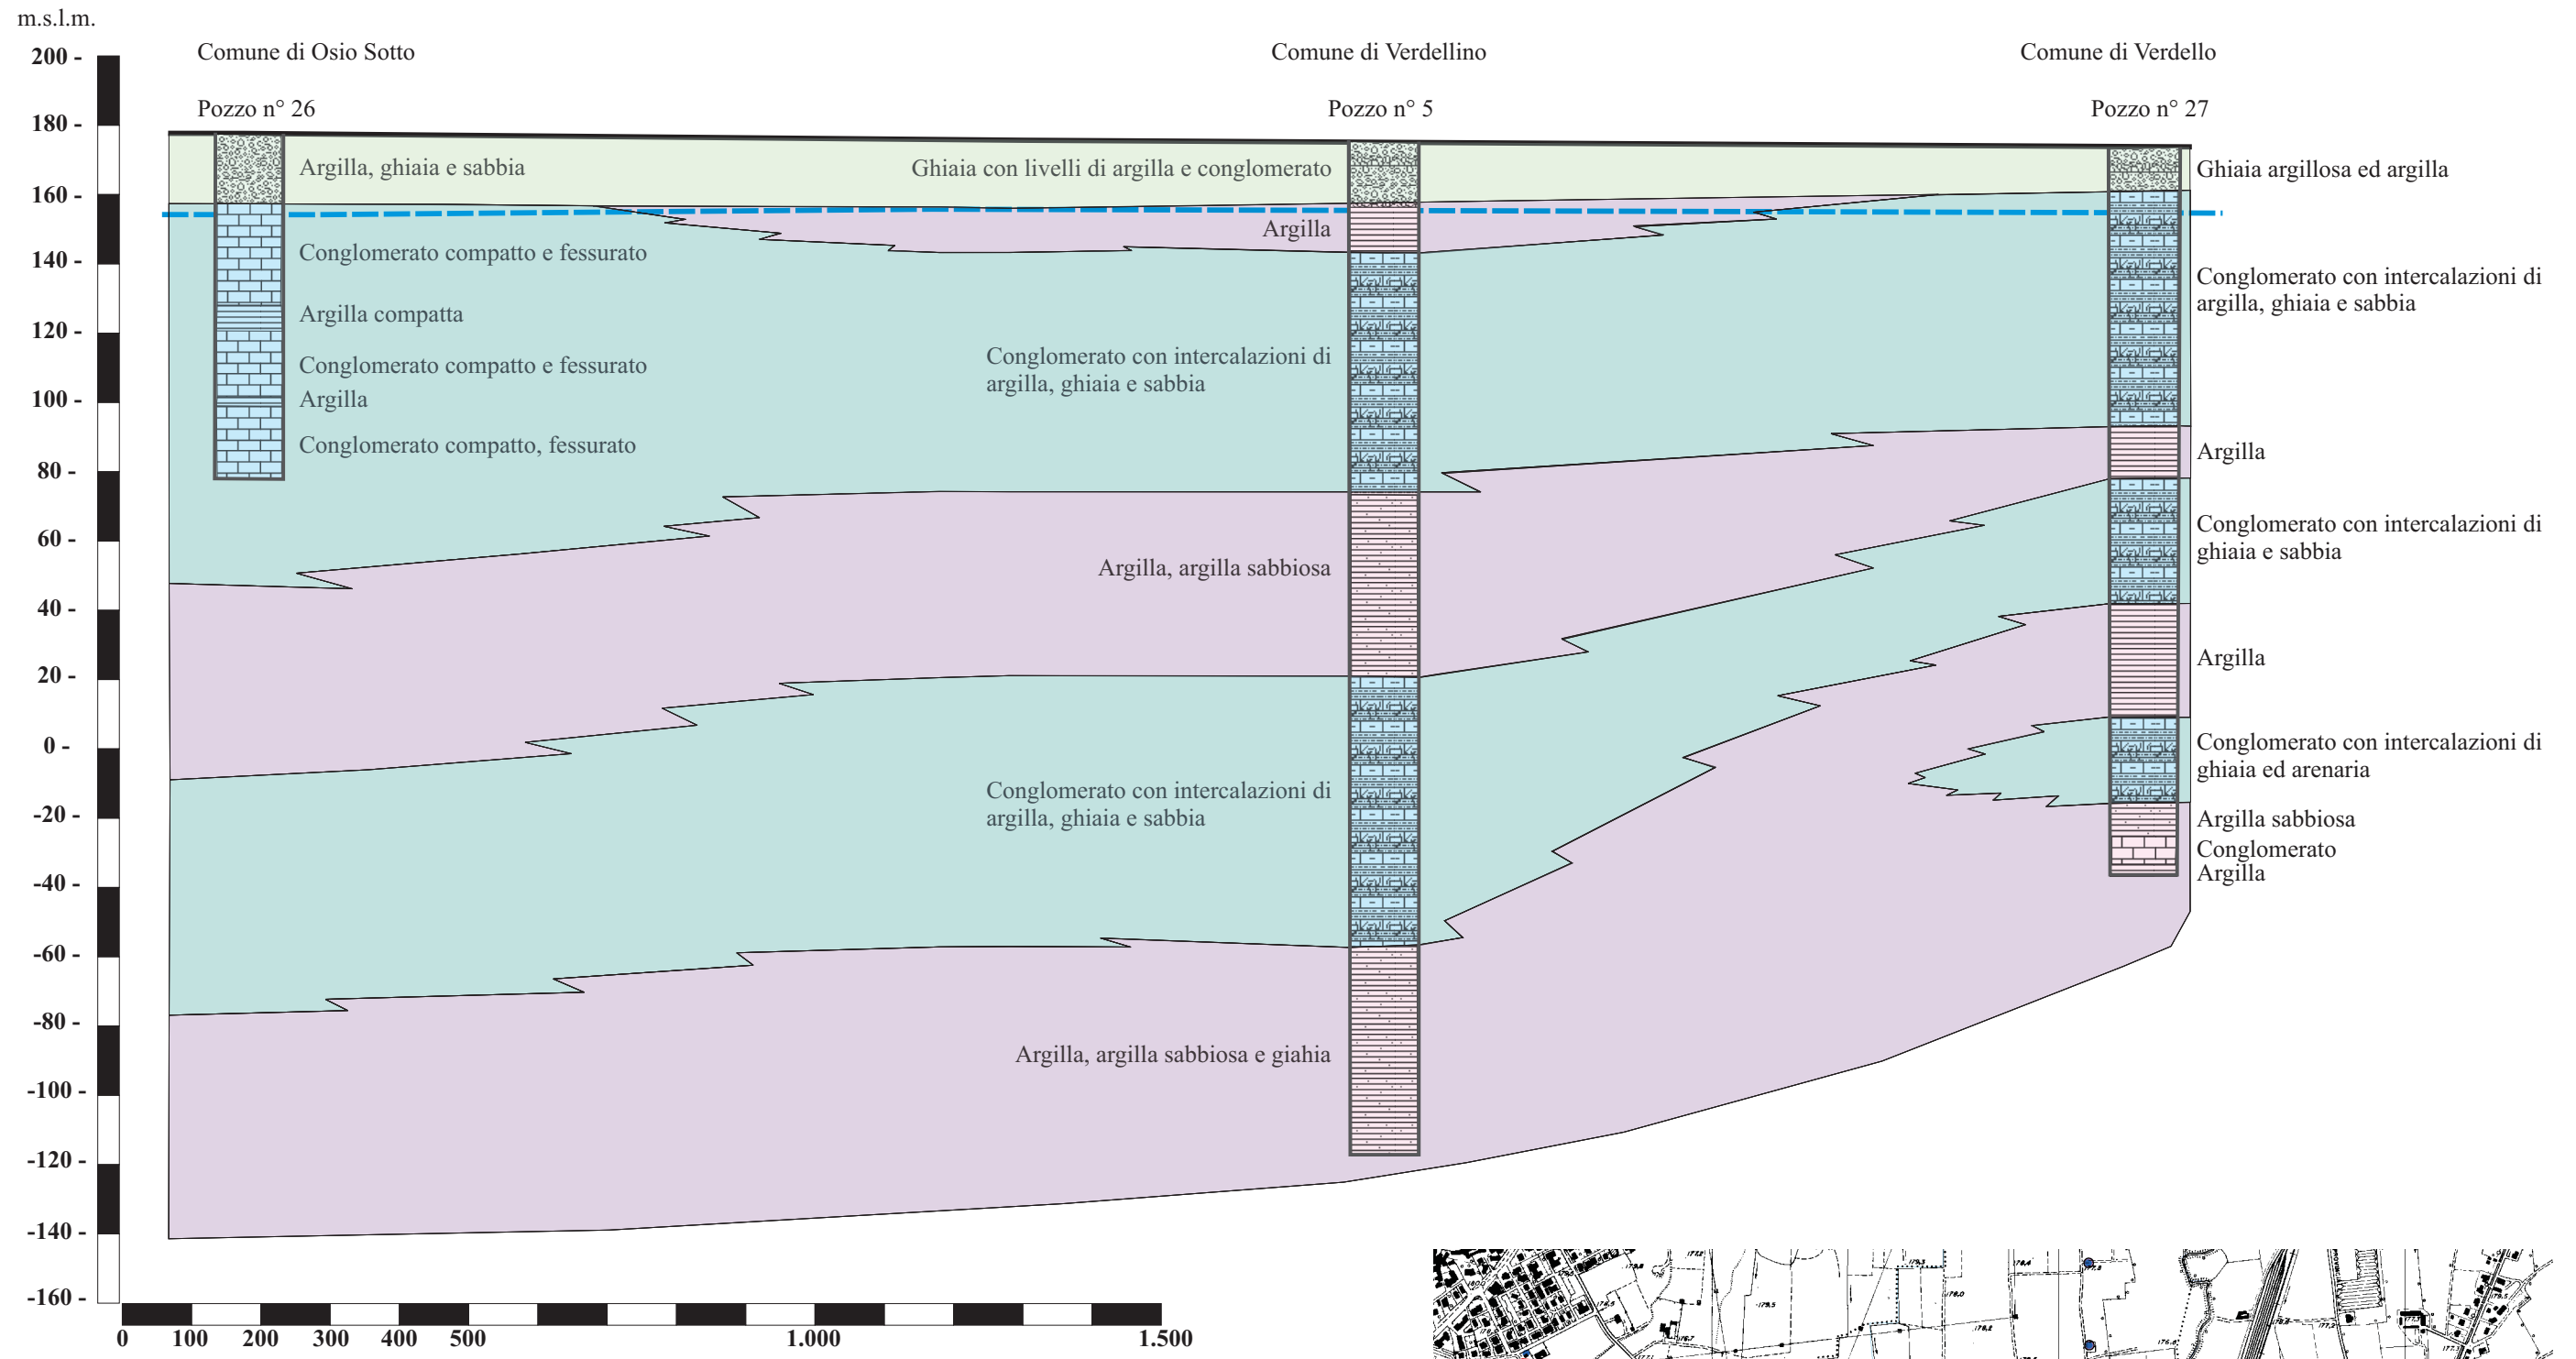 m.s.l.m.
200 -
180 -
160 -
140 -
120 -
100 -
80 -
60 -
40 -
20 -
0 -
-20 -
-40 -
-60 -
-80 -
-100 -
-120 -
-140 -
-160 -
0 100 200 300 400 500 1.000 1.500
Comune di Osio Sotto
Pozzo n° 26
Argilla, ghiaia e sabbia
Conglomerato compatto e fessurato
Argilla compatta
Conglomerato compatto e fessurato
Argilla
Conglomerato compatto, fessurato
Comune di Verdellino
Pozzo n° 5
Ghiaia con livelli di argilla e conglomerato
Argilla
Conglomerato con intercalazioni di
argilla, ghiaia e sabbia
Argilla, argilla sabbiosa
Conglomerato con intercalazioni di
argilla, ghiaia e sabbia
Argilla, argilla sabbiosa e giahia
Comune di Verdello
Pozzo n° 27
Ghiaia argillosa ed argilla
Conglomerato con intercalazioni di
argilla, ghiaia e sabbia
Argilla
Conglomerato con intercalazioni di
ghiaia e sabbia
Argilla
Conglomerato con intercalazioni di
ghiaia ed arenaria
Argilla sabbiosa
Conglomerato
Argilla